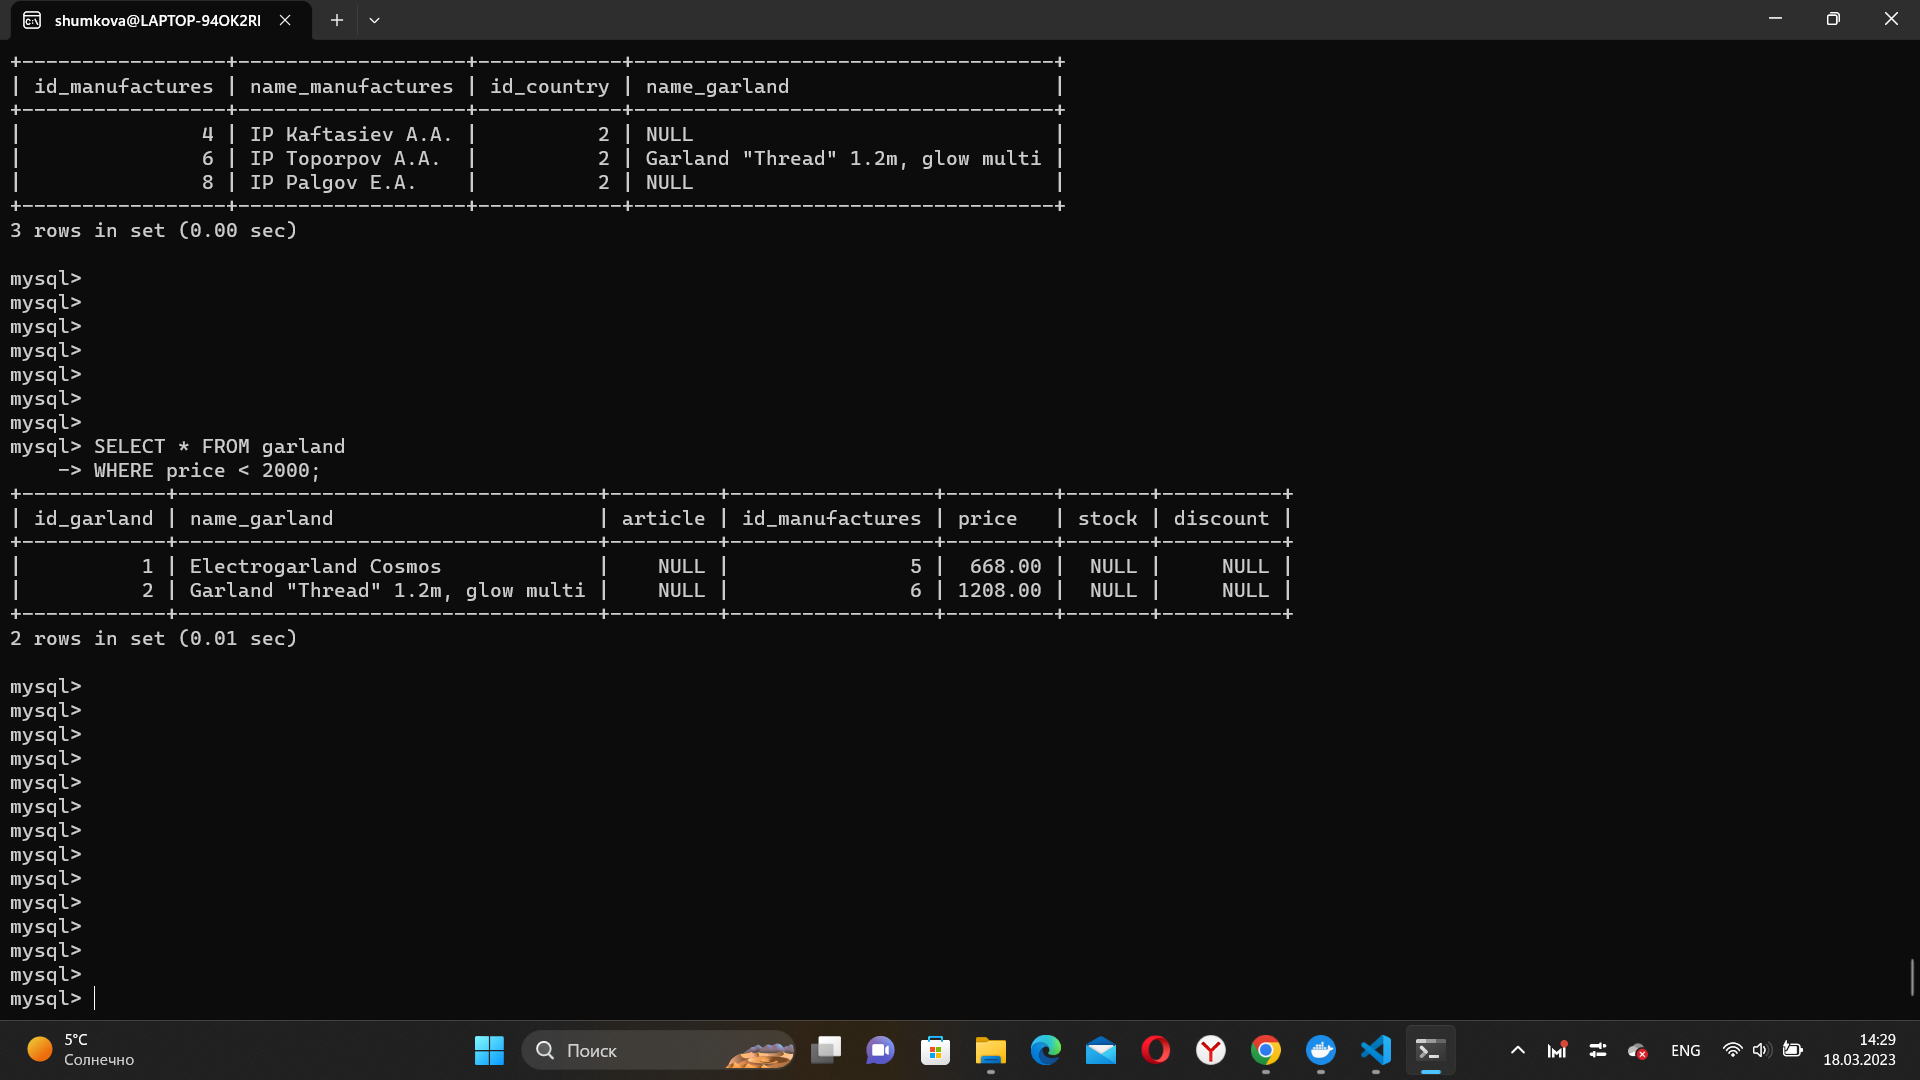 shumkova@LAPTOP-94OK2RI
+-----------------+-------------------+------------+-----------------------------------+
| id_manufactures | name_manufactures | id_country | name_garland                      |
+-----------------+-------------------+------------+-----------------------------------+
|               4 | IP Kaftasiev A.A. |          2 | NULL                              |
|               6 | IP Toporpov A.A.  |          2 | Garland "Thread" 1.2m, glow multi |
|               8 | IP Palgov E.A.    |          2 | NULL                              |
+-----------------+-------------------+------------+-----------------------------------+
3 rows in set (0.00 sec)
mysql>
mysql>
mysql>
mysql>
mysql>
mysql>
mysql>
mysql> SELECT * FROM garland
    -> WHERE price < 2000;
+------------+-----------------------------------+---------+-----------------+---------+-------+----------+
| id_garland | name_garland                      | article | id_manufactures | price   | stock | discount |
+------------+-----------------------------------+---------+-----------------+---------+-------+----------+
|          1 | Electrogarland Cosmos             |    NULL |               5 |  668.00 |  NULL |     NULL |
|          2 | Garland "Thread" 1.2m, glow multi |    NULL |               6 | 1208.00 |  NULL |     NULL |
+------------+-----------------------------------+---------+-----------------+---------+-------+----------+
2 rows in set (0.01 sec)
mysql>
mysql>
mysql>
mysql>
mysql>
mysql>
mysql>
mysql>
mysql>
mysql>
mysql>
mysql>
mysql>
mysql>
5°C
Солнечно
Поиск
ENG
14:29
18.03.2023